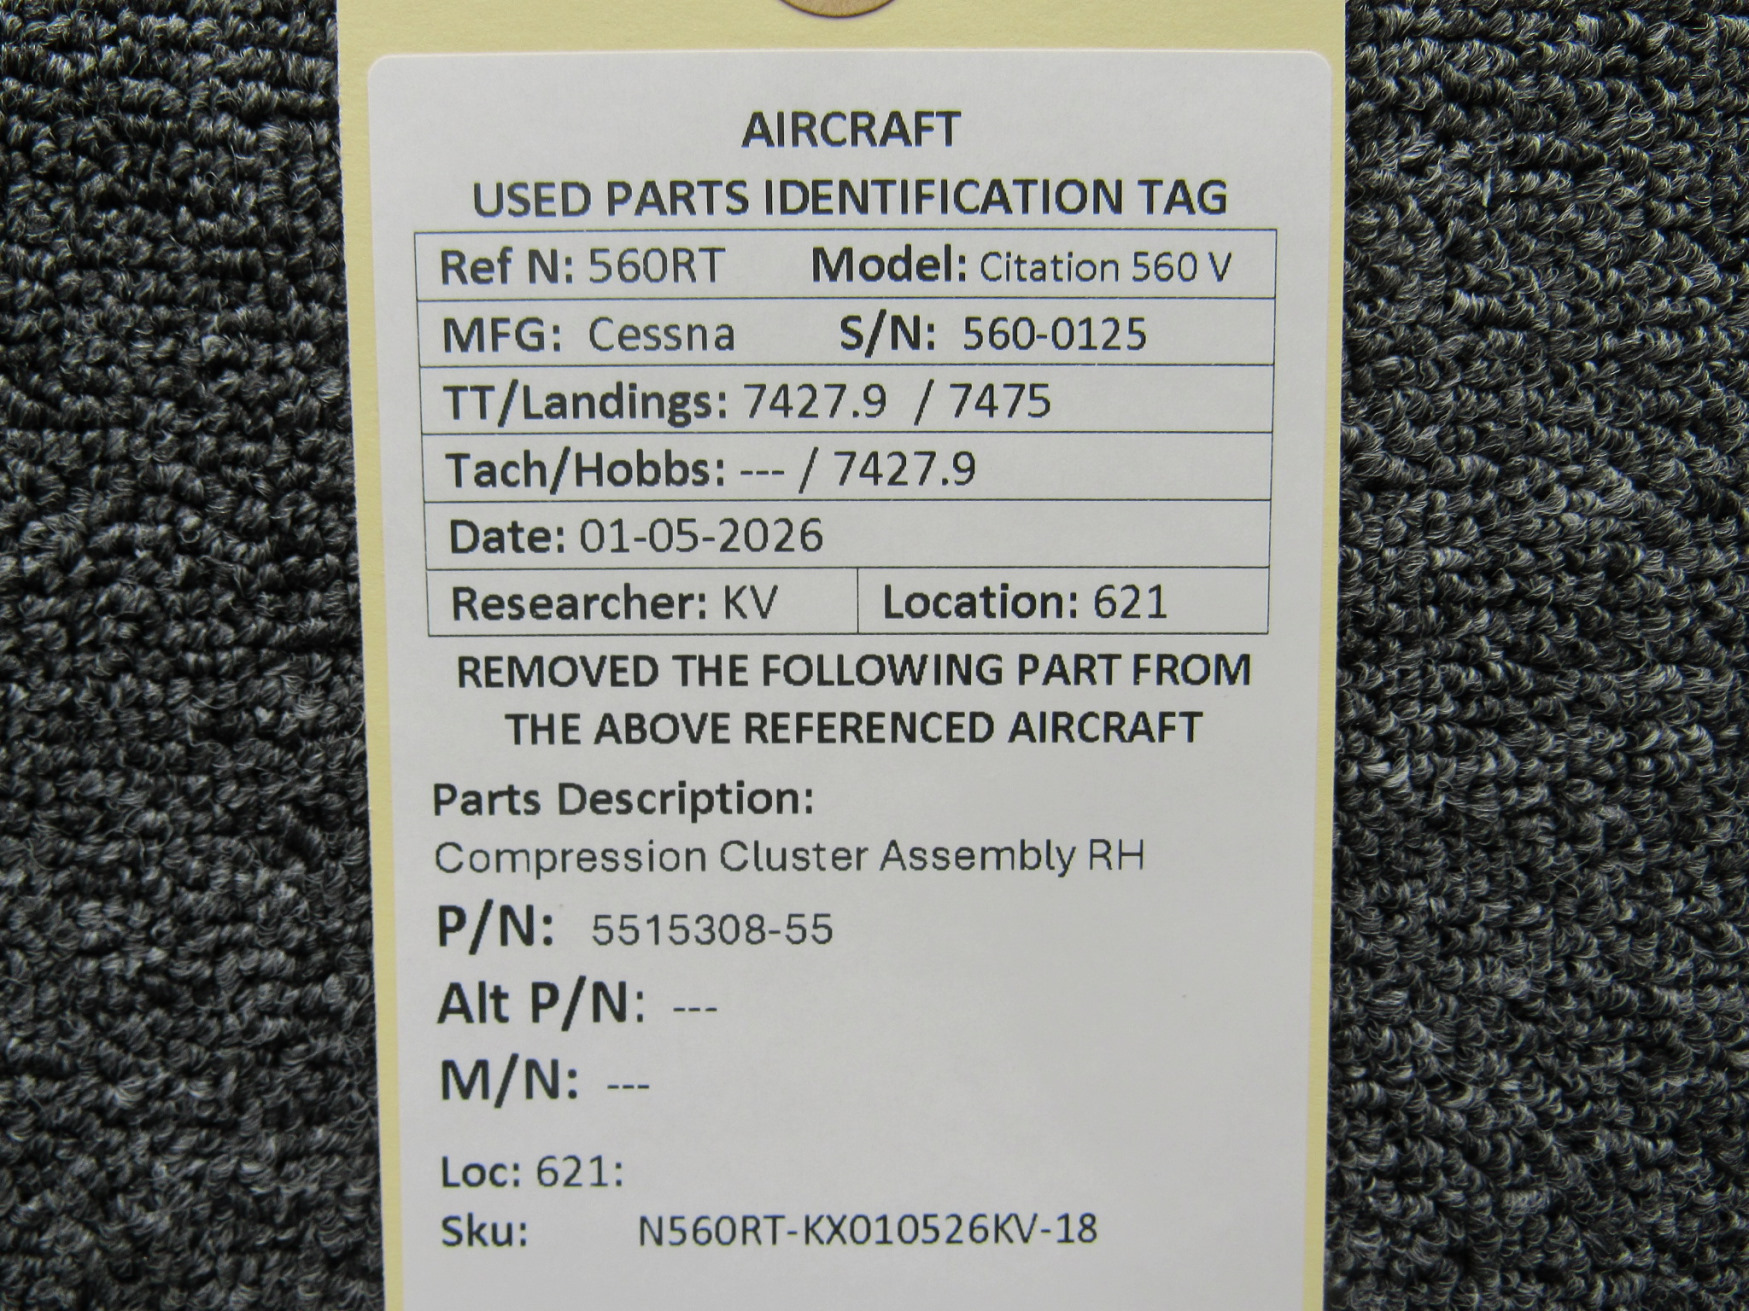 AIRCRAFT
USED PARTS IDENTIFICATION TAG
Ref N: 560RT Model: Citation 560 V
MFG: Cessna S/N: 560-0125
TT/Landings: 7427.9 / 7475
Tach/Hobbs: --- / 7427.9
Date: 01-05-2026
Researcher: KV Location: 621
REMOVED THE FOLLOWING PART FROM
THE ABOVE REFERENCED AIRCRAFT
Parts Description:
Compression Cluster Assembly RH
P/N: 5515308-55
Alt P/N: ---
M/N: ---
Loc: 621:
Sku: N560RT-KX010526KV-18